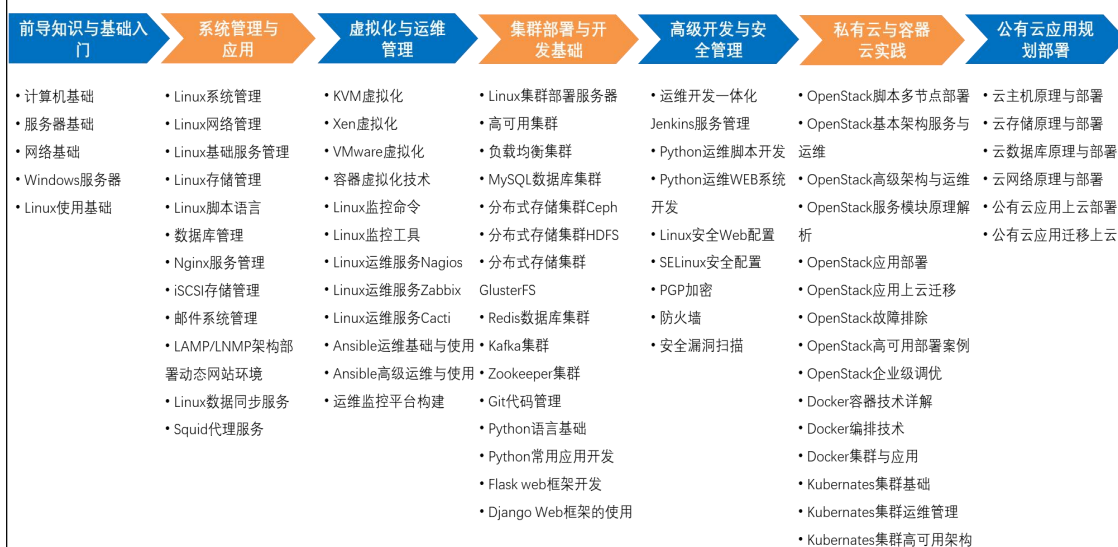 前导知识与基础入
门
系统管理与
应用
虚拟化与运维
管理
集群部署与开
发基础
高级开发与安
全管理
私有云与容器
云实践
公有云应用规
划部署
• 计算机基础
• 服务器基础
• 网络基础
• Windows服务器
• Linux使用基础
• Linux系统管理
• Linux网络管理
• Linux基础服务管理
• Linux存储管理
• Linux脚本语言
• 数据库管理
• Nginx服务管理
• iSCSI存储管理
• 邮件系统管理
• LAMP/LNMP架构部
署动态网站环境
• Linux数据同步服务
• Squid代理服务
• KVM虚拟化
• Xen虚拟化
• VMware虚拟化
• 容器虚拟化技术
• Linux监控命令
• Linux监控工具
• Linux运维服务Nagios
• Linux运维服务Zabbix
• Linux运维服务Cacti
• Ansible运维基础与使用
• Ansible高级运维与使用
• 运维监控平台构建
• Linux集群部署服务器
• 高可用集群
• 负载均衡集群
• MySQL数据库集群
• 分布式存储集群Ceph
• 分布式存储集群HDFS
• 分布式存储集群
GlusterFS
• Redis数据库集群
• Kafka集群
• Zookeeper集群
• Git代码管理
• Python语言基础
• Python常用应用开发
• Flask web框架开发
• Django Web框架的使用
• 运维开发一体化
Jenkins服务管理
• Python运维脚本开发
• Python运维WEB系统
开发
• Linux安全Web配置
• SELinux安全配置
• PGP加密
• 防火墙
• 安全漏洞扫描
• OpenStack脚本多节点部署
• OpenStack基本架构服务与
运维
• OpenStack高级架构与运维
• OpenStack服务模块原理解
析
• OpenStack应用部署
• OpenStack应用上云迁移
• OpenStack故障排除
• OpenStack高可用部署案例
• OpenStack企业级调优
• Docker容器技术详解
• Docker编排技术
• Docker集群与应用
• Kubernates集群基础
• Kubernates集群运维管理
• Kubernates集群高可用架构
• 云主机原理与部署
• 云存储原理与部署
• 云数据库原理与部署
• 云网络原理与部署
• 公有云应用上云部署
• 公有云应用迁移上云